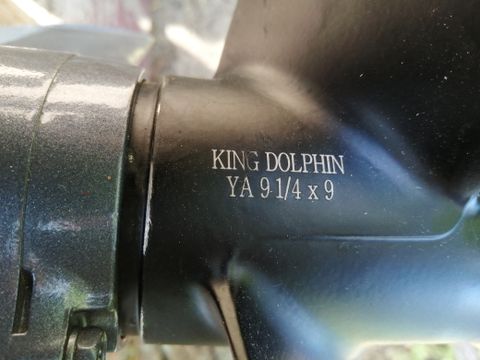 KING DOLPHIN
YA 9 1/4 x 9